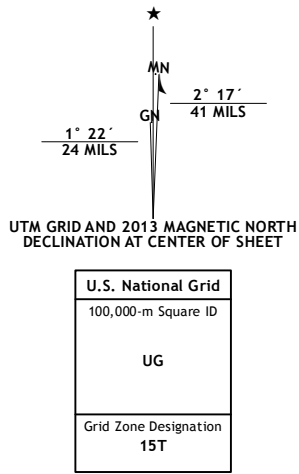 ★
MN
GN
2° 17´
41 MILS
1° 22´
24 MILS
UTM GRID AND 2013 MAGNETIC NORTH
DECLINATION AT CENTER OF SHEET
U.S. National Grid
100,000-m Square ID
UG
Grid Zone Designation
15T